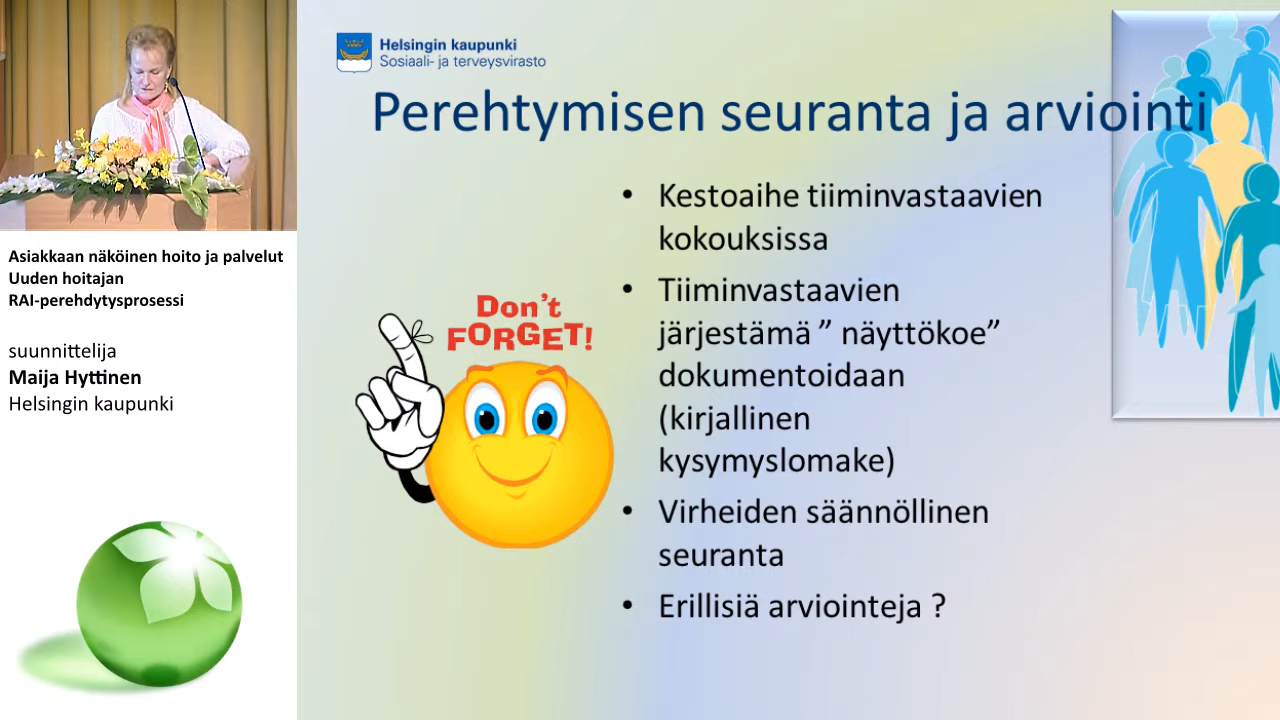 Helsingin kaupunki
Sosiaali- ja terveysvirasto
Perehtymisen seuranta ja arviointi
• Kestoaihe tiiminvastaavien
kokouksissa
• Tiiminvastaavien
järjestämä ” näyttökoe”
dokumentoidaan
(kirjallinen
kysymyslomake)
• Virheiden säännöllinen
seuranta
• Erillisiä arviointeja ?
Don't
FORGET!
Asiakkaan näköinen hoito ja palvelut
Uuden hoitajan
RAI-perehdytysprosessi
suunnittelija
Maija Hyttinen
Helsingin kaupunki